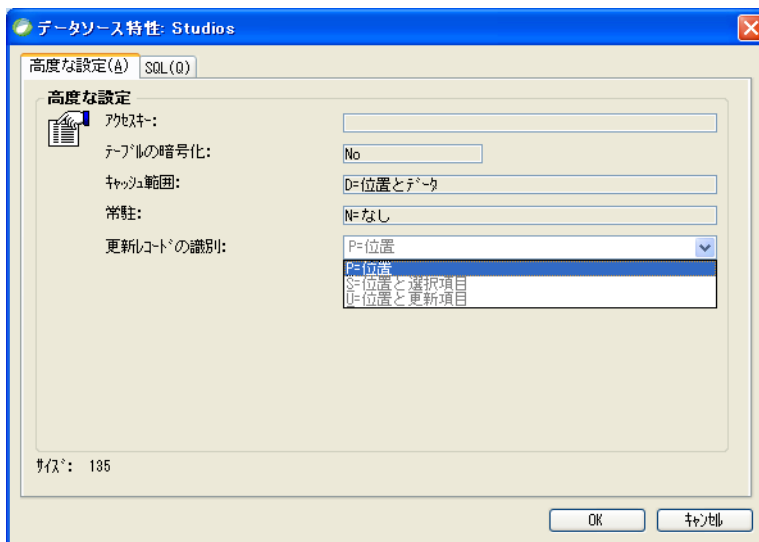 データソース特性: Studios
高度な設定(A) SQL(Q)
高度な設定
ｱｸｾｽｷｰ:
ﾃｰﾌﾞﾙの暗号化: No
ｷｬｯｼｭ範囲: D=位置とﾃﾞｰﾀ
常駐: N=なし
更新ﾚｺｰﾄﾞの識別: P=位置
P=位置
S=位置と選択項目
U=位置と更新項目
ｻｲｽﾞ: 135
OK ｷｬﾝｾﾙ